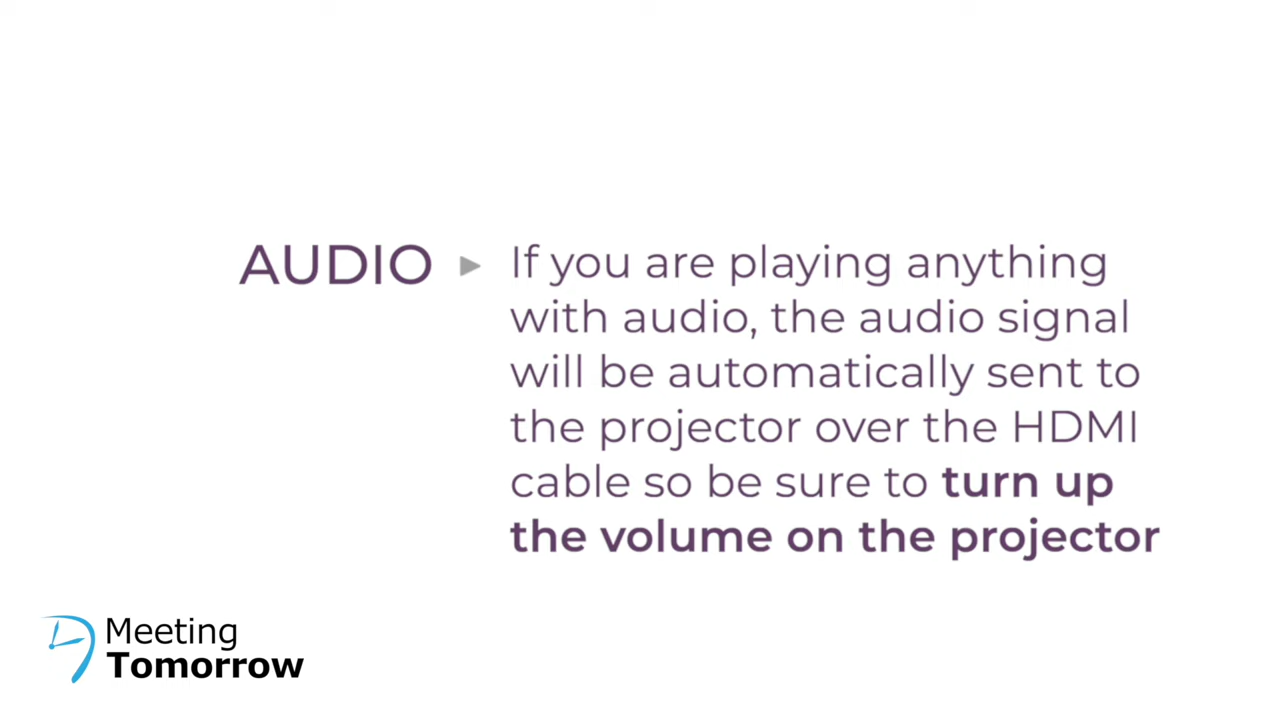 AUDIO ► If you are playing anything
with audio, the audio signal
will be automatically sent to
the projector over the HDMI
cable so be sure to turn up
the volume on the projector
Meeting
Tomorrow